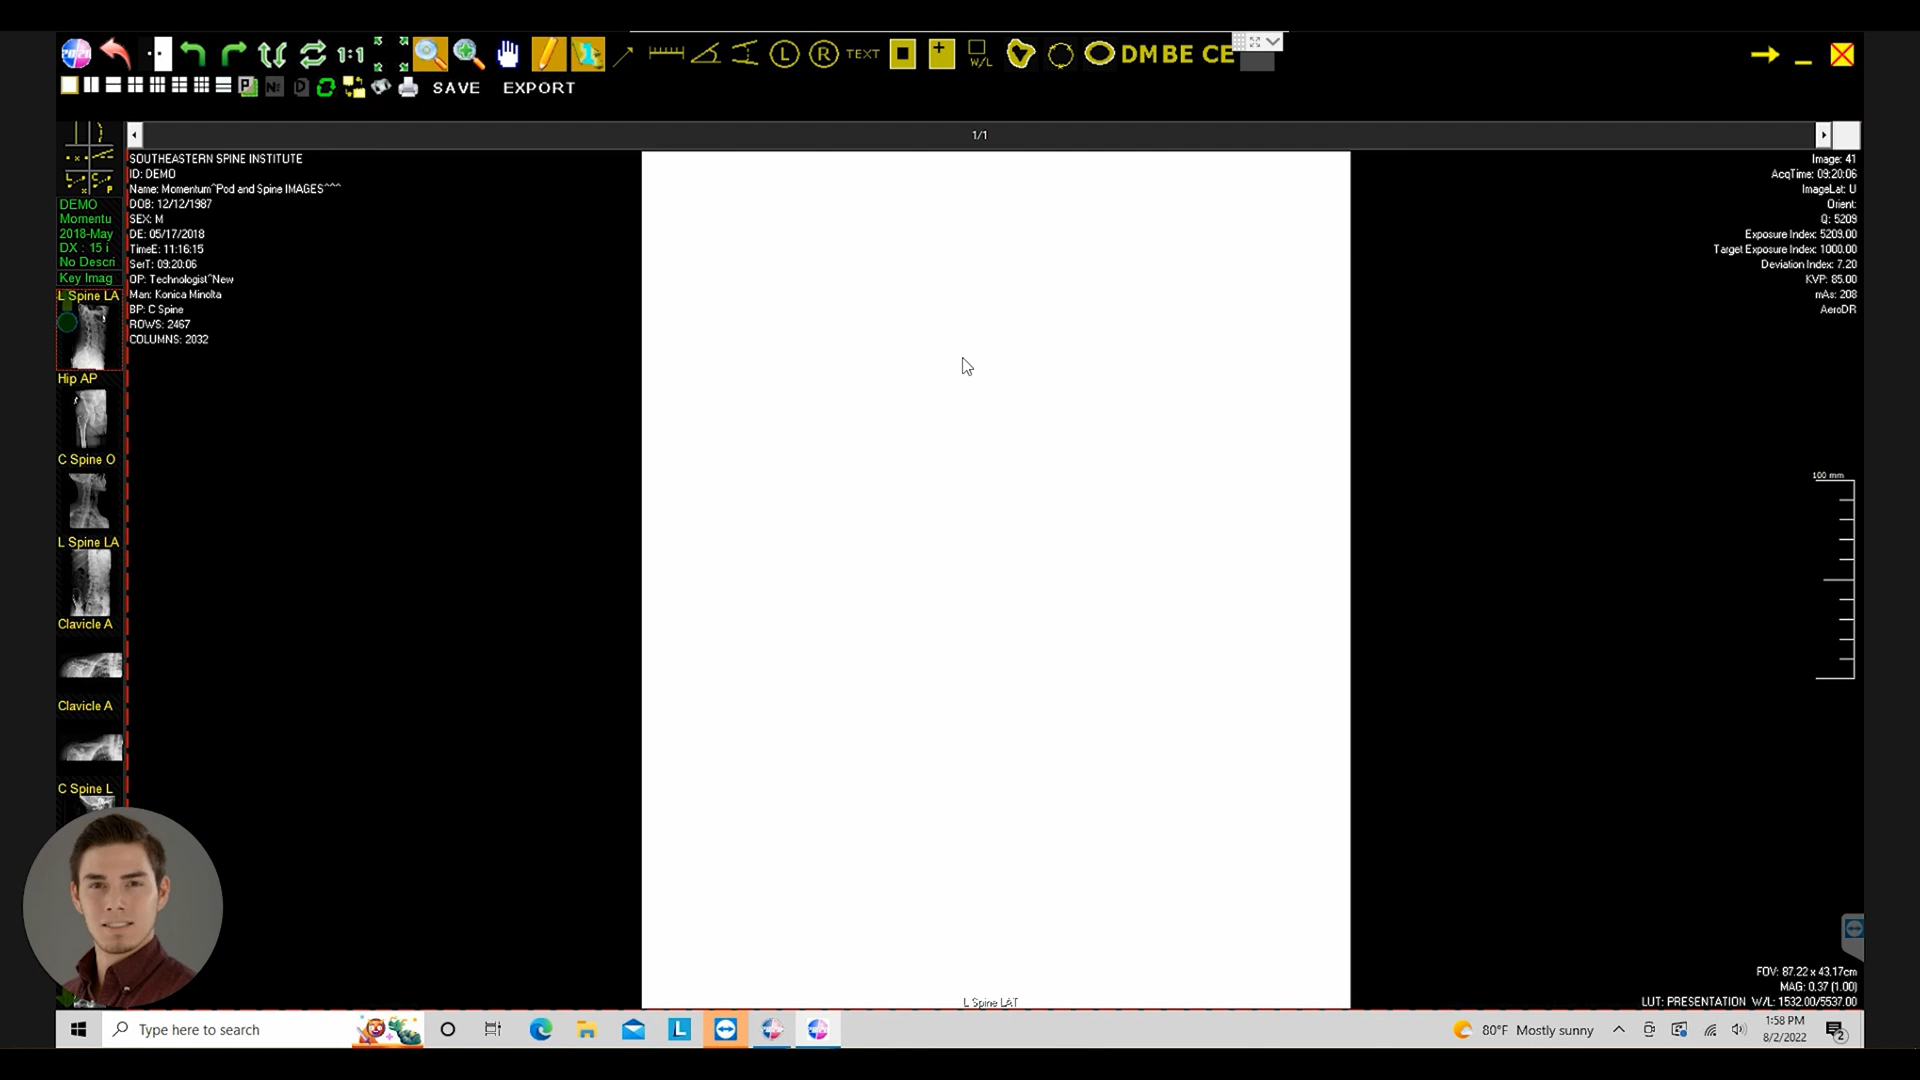 1:1
L
R
TEXT
W/L
DM BE CE
P
D
SAVE
EXPORT
1/1
SOUTHEASTERN SPINE INSTITUTE
ID: DEMO
Name: Momentum^Pod and Spine IMAGES^^^
DOB: 12/12/1987
SEX: M
DE: 05/17/2018
TimeE: 11:16:15
SerT: 09:20:06
OP: Technologist^New
Man: Konica Minolta
BP: C Spine
ROWS: 2467
COLUMNS: 2032
Image: 41
AcqTime: 09:20:06
ImageLat: U
Orient:
Q: 5209
Exposure Index: 5209.00
Target Exposure Index: 1000.00
Deviation Index: 7.20
KVP: 85.00
mAs: 208
AeroDR
DEMO
Momentu
2018-May
DX : 15 i
No Descri
Key Imag
L Spine LA
Hip AP
C Spine O
L Spine LA
Clavicle A
Clavicle A
C Spine L
100 mm
FOV: 87.22 x 43.17cm
MAG: 0.37 (1.00)
LUT: PRESENTATION W/L: 1532.00/5537.00
L Spine LAT
Type here to search
L
80°F Mostly sunny
1:58 PM
8/2/2022
2